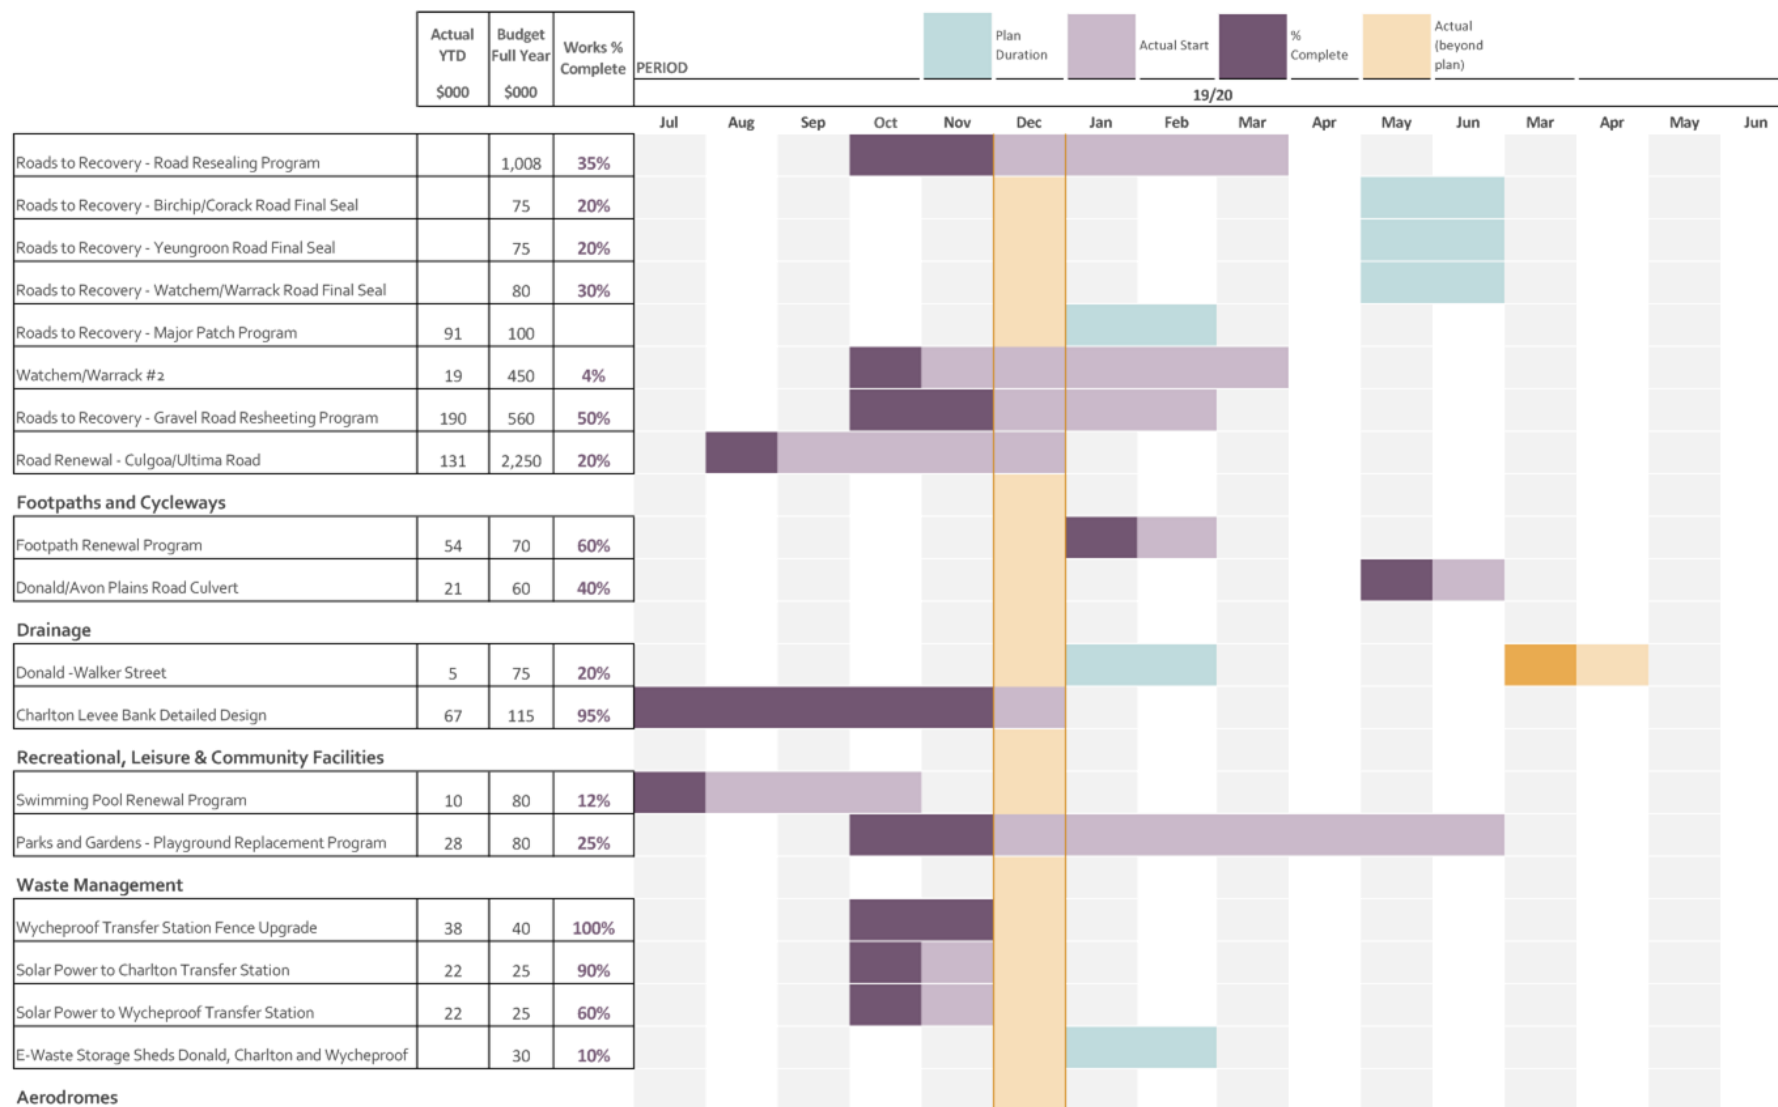 Actual YTD $000 Budget Full Year $000 Works % Complete PERIOD Plan Duration Actual Start % Complete Actual (beyond plan)
19/20
Jul Aug Sep Oct Nov Dec Jan Feb Mar Apr May Jun Mar Apr May Jun
Roads to Recovery - Road Resealing Program 1,008 35%
Roads to Recovery - Birchip/Corack Road Final Seal 75 20%
Roads to Recovery - Yeungroon Road Final Seal 75 20%
Roads to Recovery - Watchem/Warrack Road Final Seal 80 30%
Roads to Recovery - Major Patch Program 91 100
Watchem/Warrack #2 19 450 4%
Roads to Recovery - Gravel Road Resheeting Program 190 560 50%
Road Renewal - Culgoa/Ultima Road 131 2,250 20%
Footpaths and Cycleways
Footpath Renewal Program 54 70 60%
Donald/Avon Plains Road Culvert 21 60 40%
Drainage
Donald -Walker Street 5 75 20%
Charlton Levee Bank Detailed Design 67 115 95%
Recreational, Leisure & Community Facilities
Swimming Pool Renewal Program 10 80 12%
Parks and Gardens - Playground Replacement Program 28 80 25%
Waste Management
Wycheproof Transfer Station Fence Upgrade 38 40 100%
Solar Power to Charlton Transfer Station 22 25 90%
Solar Power to Wycheproof Transfer Station 22 25 60%
E-Waste Storage Sheds Donald, Charlton and Wycheproof 30 10%
Aerodromes